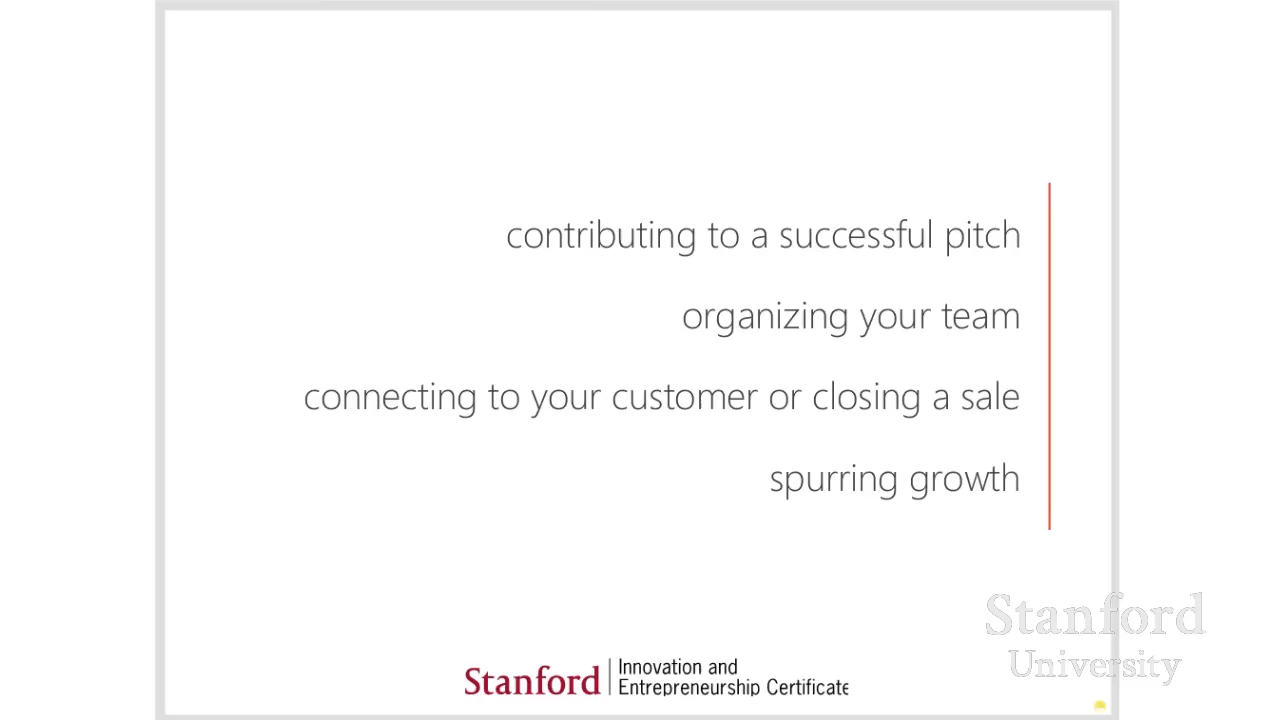 contributing to a successful pitch
organizing your team
connecting to your customer or closing a sale
spurring growth
Stanford
University
Stanford
Innovation and
Entrepreneurship Certificate